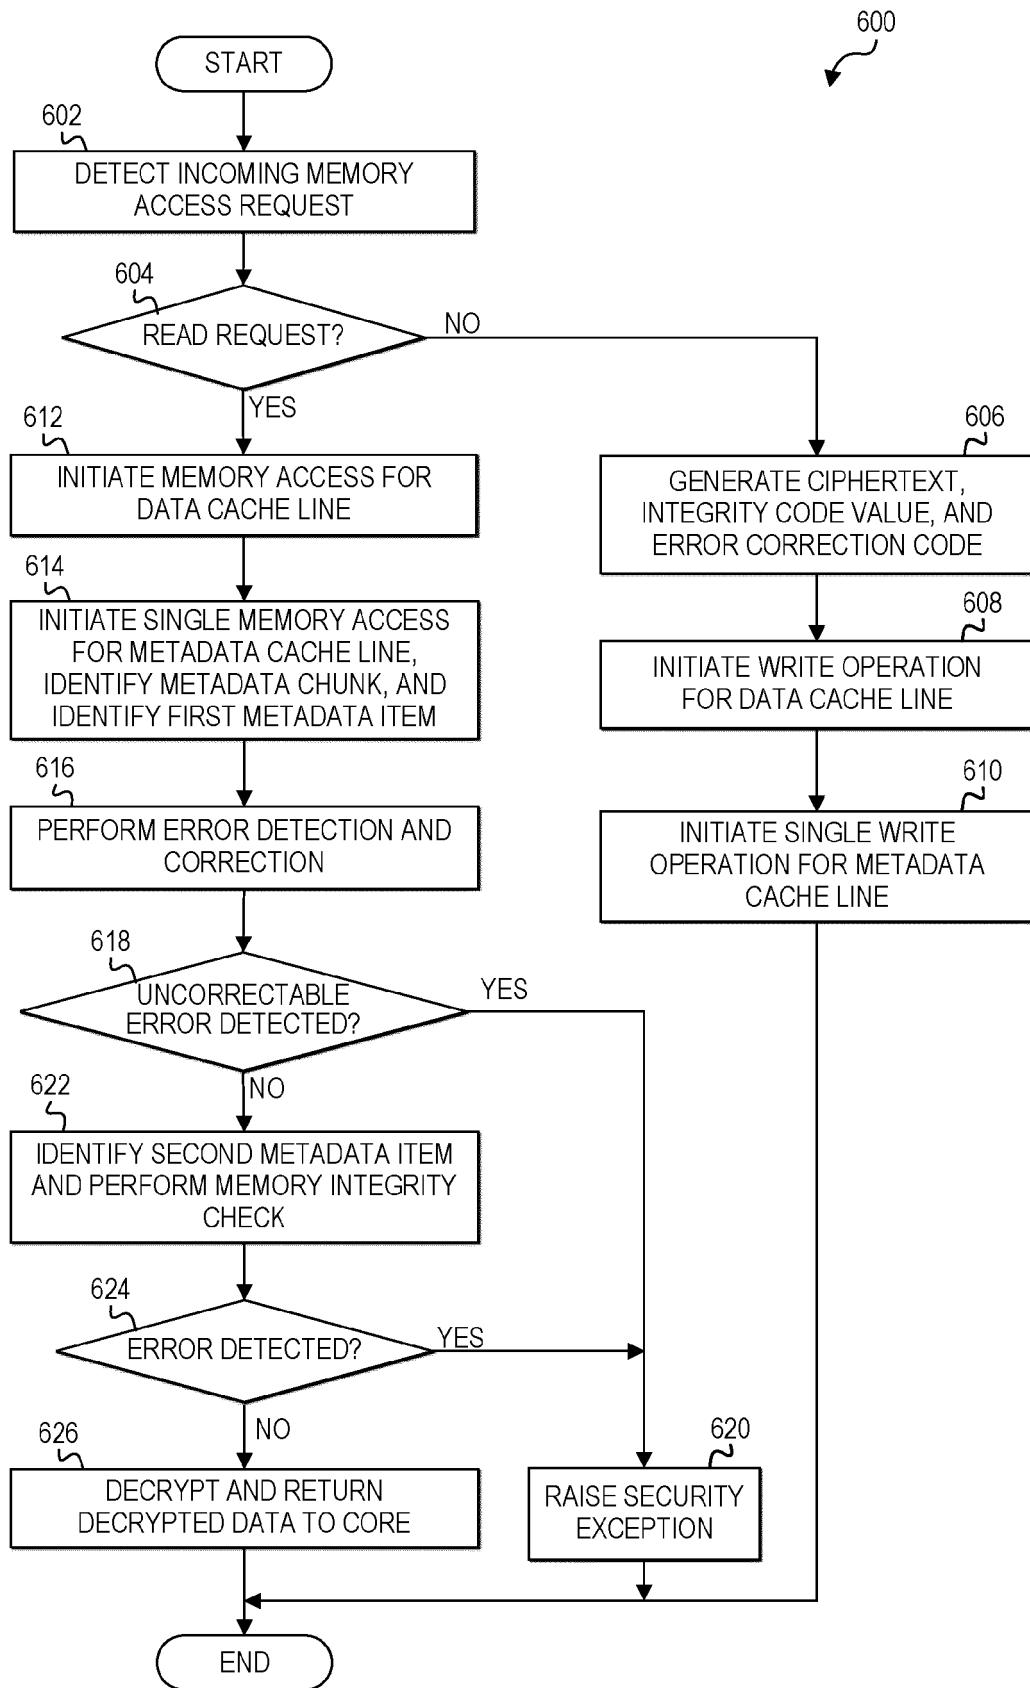 600
START
602
DETECT INCOMING MEMORY
ACCESS REQUEST
604
READ REQUEST?
NO
YES
612
INITIATE MEMORY ACCESS FOR
DATA CACHE LINE
606
GENERATE CIPHERTEXT,
INTEGRITY CODE VALUE, AND
ERROR CORRECTION CODE
614
INITIATE SINGLE MEMORY ACCESS
FOR METADATA CACHE LINE,
IDENTIFY METADATA CHUNK, AND
IDENTIFY FIRST METADATA ITEM
608
INITIATE WRITE OPERATION
FOR DATA CACHE LINE
616
PERFORM ERROR DETECTION AND
CORRECTION
610
INITIATE SINGLE WRITE
OPERATION FOR METADATA
CACHE LINE
618
UNCORRECTABLE
ERROR DETECTED?
YES
NO
622
IDENTIFY SECOND METADATA ITEM
AND PERFORM MEMORY INTEGRITY
CHECK
624
ERROR DETECTED?
YES
NO
626
DECRYPT AND RETURN
DECRYPTED DATA TO CORE
620
RAISE SECURITY
EXCEPTION
END